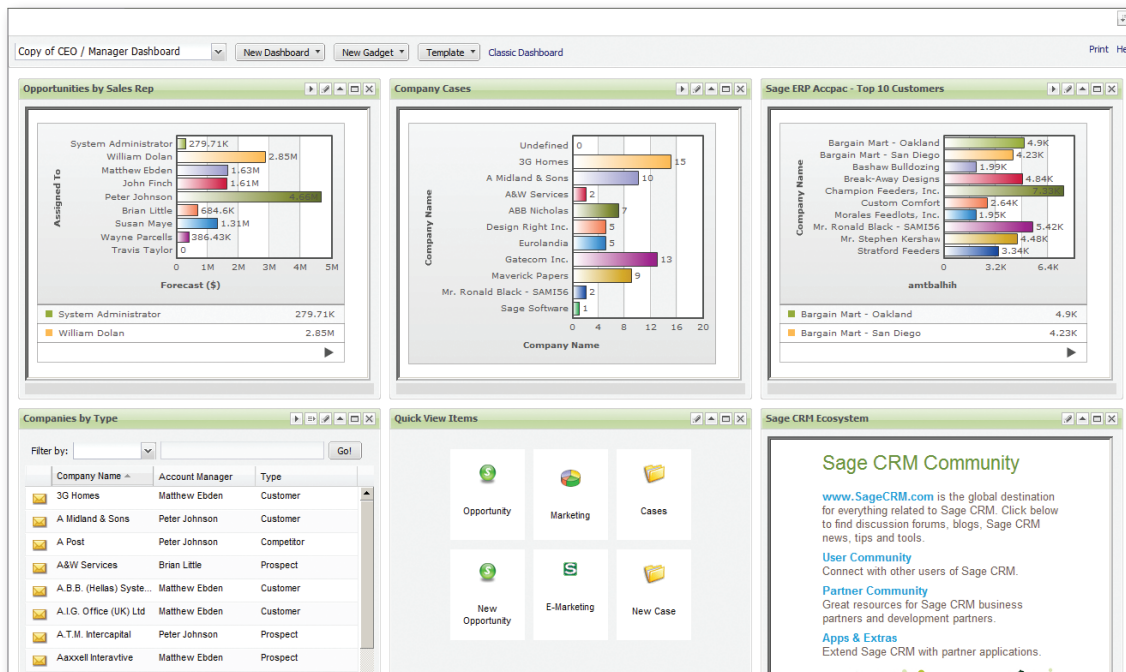 Copy of CEO / Manager Dashboard New Dashboard New Gadget Template Classic Dashboard Print
Opportunities by Sales Rep
System Administrator 279.71K
William Dolan 2.85M
Matthew Ebden 1.63M
John Finch 1.61M
Peter Johnson 4.66M
Brian Little 684.6K
Susan Maye 1.31M
Wayne Parcells 386.43K
Travis Taylor 0
Assigned To
0 1M 2M 3M 4M 5M
Forecast ($)
System Administrator 279.71K
William Dolan 2.85M
Company Cases
Undefined 0
3G Homes 15
A Midland & Sons 10
A&W Services 2
ABB Nicholas 7
Design Right Inc. 5
Eurolandia 5
Gatecom Inc. 13
Maverick Papers 9
Mr. Ronald Black - SAMI56 2
Sage Software 1
Company Name
0 4 8 12 16 20
Company Name
Sage ERP Accpac - Top 10 Customers
Bargain Mart - Oakland 4.9K
Bargain Mart - San Diego 4.23K
Bashaw Bulldozing 1.99K
Break-Away Designs 4.84K
Champion Feeders, Inc. 7.33K
Custom Comfort 2.64K
Morales Feedlots, Inc. 1.95K
Mr. Ronald Black - SAMI56 5.42K
Mr. Stephen Kershaw 4.48K
Stratford Feeders 3.34K
Company Name
0 3.2K 6.4K
amtbalhih
Bargain Mart - Oakland 4.9K
Bargain Mart - San Diego 4.23K
Companies by Type
Filter by: Go!
Company Name Account Manager Type
3G Homes Matthew Ebden Customer
A Midland & Sons Peter Johnson Customer
A Post Peter Johnson Competitor
A&W Services Brian Little Prospect
A.B.B. (Hellas) Syste... Matthew Ebden Customer
A.I.G. Office (UK) Ltd Matthew Ebden Customer
A.T.M. Intercapital Peter Johnson Prospect
Aaxxell Interavtive Matthew Ebden Prospect
Quick View Items
Opportunity Marketing Cases
New Opportunity E-Marketing New Case
Sage CRM Ecosystem
Sage CRM Community
www.SageCRM.com is the global destination
for everything related to Sage CRM. Click below
to find discussion forums, blogs, Sage CRM
news, tips and tools.
User Community
Connect with other users of Sage CRM.
Partner Community
Great resources for Sage CRM business
partners and development partners.
Apps & Extras
Extend Sage CRM with partner applications.